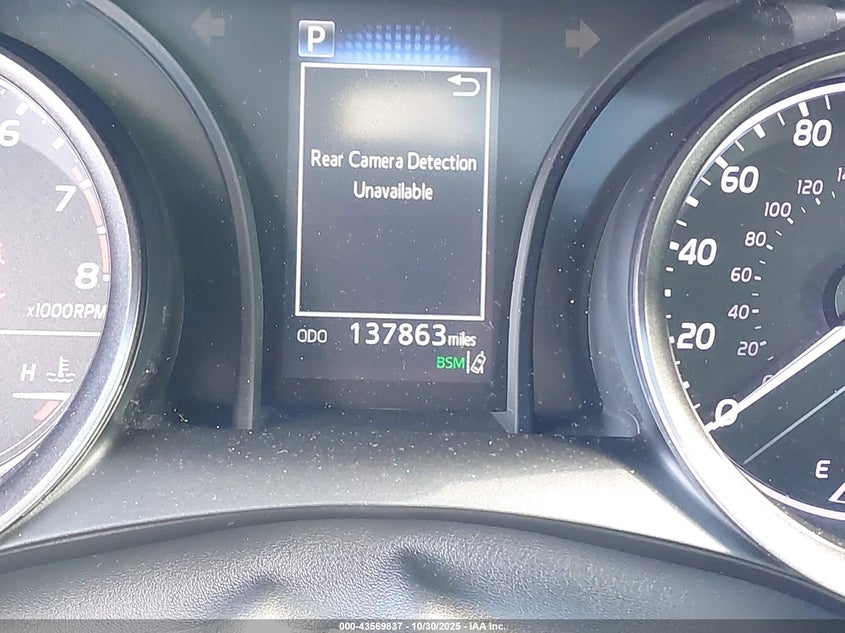 P
Rear Camera Detection
Unavailable
ODO 137863 miles
BSM
6
7
8
x1000RPM
H
80
60
40
20
0
120
100
80
60
40
20
E
000-43569837 - 10/30/2025 - IAA Inc.